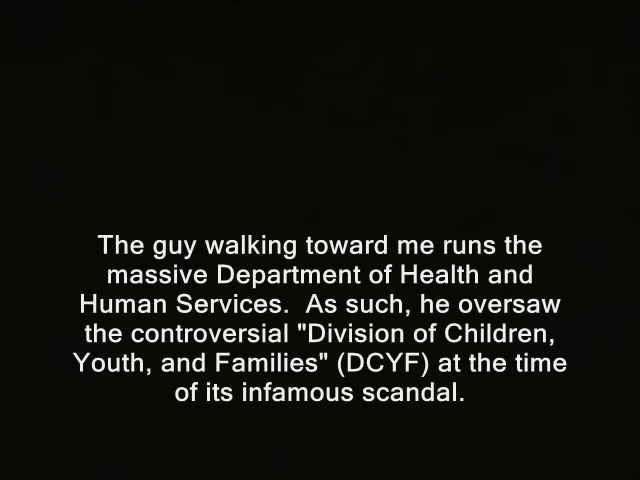 The guy walking toward me runs the
massive Department of Health and
Human Services.  As such, he oversaw
the controversial "Division of Children,
Youth, and Families" (DCYF) at the time
of its infamous scandal.